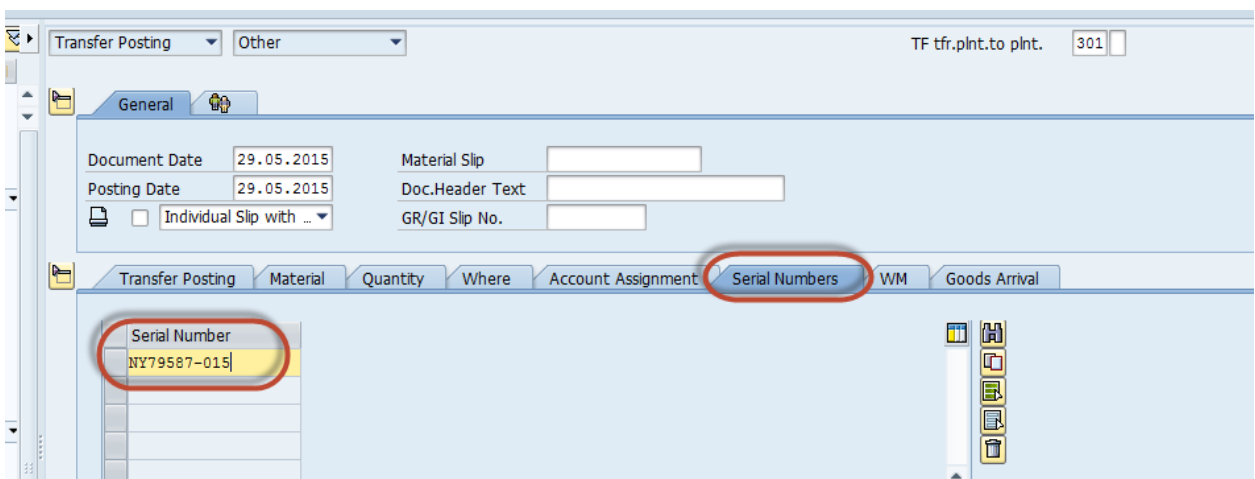 Transfer Posting Other TF tfr.plnt.to plnt. 301
General
Document Date 29.05.2015 Material Slip
Posting Date 29.05.2015 Doc.Header Text
Individual Slip with ... GR/GI Slip No.
Transfer Posting Material Quantity Where Account Assignment Serial Numbers WM Goods Arrival
Serial Number
NY79587-015